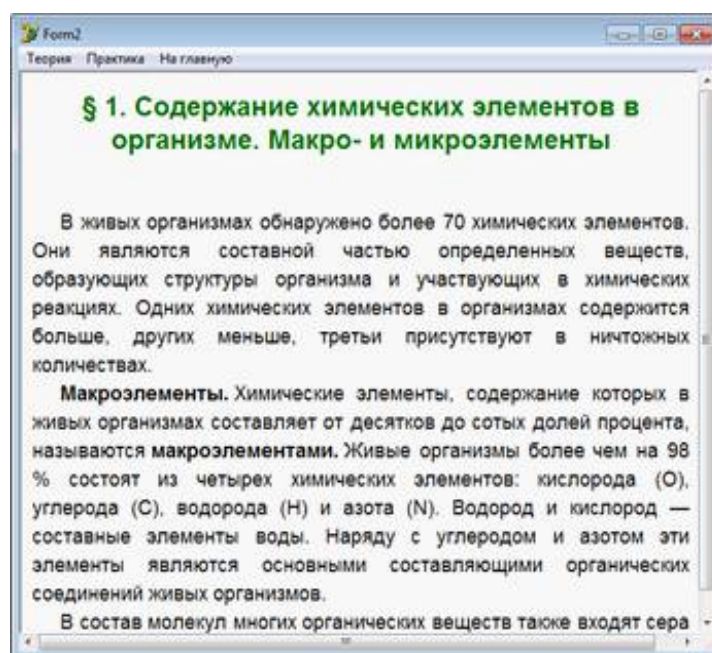 Form2
Теория Практика На главную
§ 1. Содержание химических элементов в
организме. Макро- и микроэлементы
В живых организмах обнаружено более 70 химических элементов.
Они являются составной частью определенных веществ,
образующих структуры организма и участвующих в химических
реакциях. Одних химических элементов в организмах содержится
больше, других меньше, третьи присутствуют в ничтожных
количествах.
Макроэлементы. Химические элементы, содержание которых в
живых организмах составляет от десятков до сотых долей процента,
называются макроэлементами. Живые организмы более чем на 98
% состоят из четырех химических элементов: кислорода (О),
углерода (С), водорода (Н) и азота (N). Водород и кислород —
составные элементы воды. Наряду с углеродом и азотом эти
элементы являются основными составляющими органических
соединений живых организмов.
В состав молекул многих органических веществ также входят сера